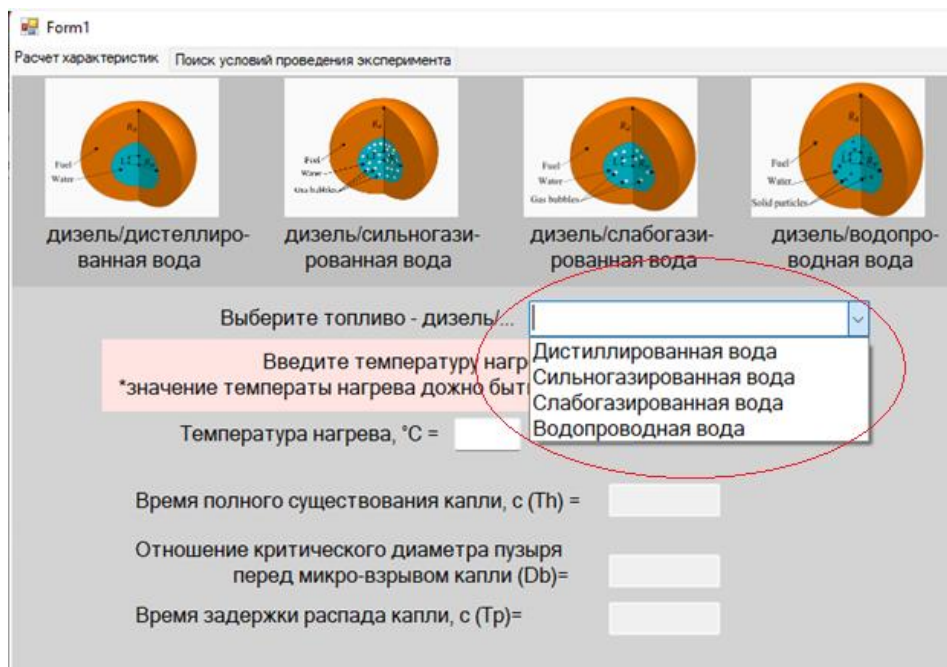 Form1
Расчет характеристик
Поиск условий проведения эксперимента
Fuel
Water
L
R
R
d
Fuel
Water
Gas bubbles
R
d
Fuel
Water
Gas bubbles
R
d
Fuel
Water
Solid particles
R
d
дизель/дистеллиро-
ванная вода
дизель/сильногази-
рованная вода
дизель/слабогази-
рованная вода
дизель/водопро-
водная вода
Выберите топливо - дизель/...
Дистиллированная вода
Сильногазированная вода
Слабогазированная вода
Водопроводная вода
Введите температуру нагр
*значение températы нагрева дожно быт
Температура нагрева, °C =
Время полного существования капли, с (Th) =
Отношение критического диаметра пузыря
перед микро-взрывом капли (Db)=
Время задержки распада капли, с (Tp)=